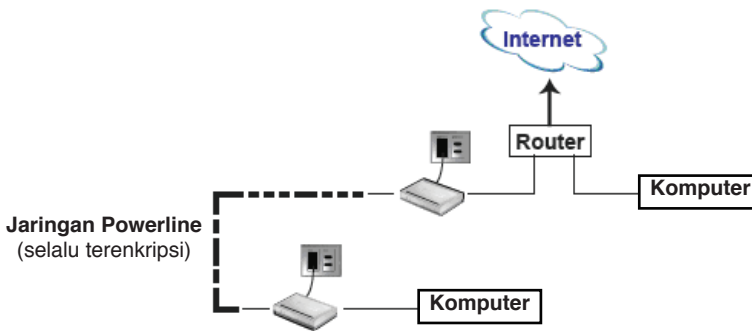 Internet
Router
Komputer
Jaringan Powerline
(selalu terenkripsi)
Komputer